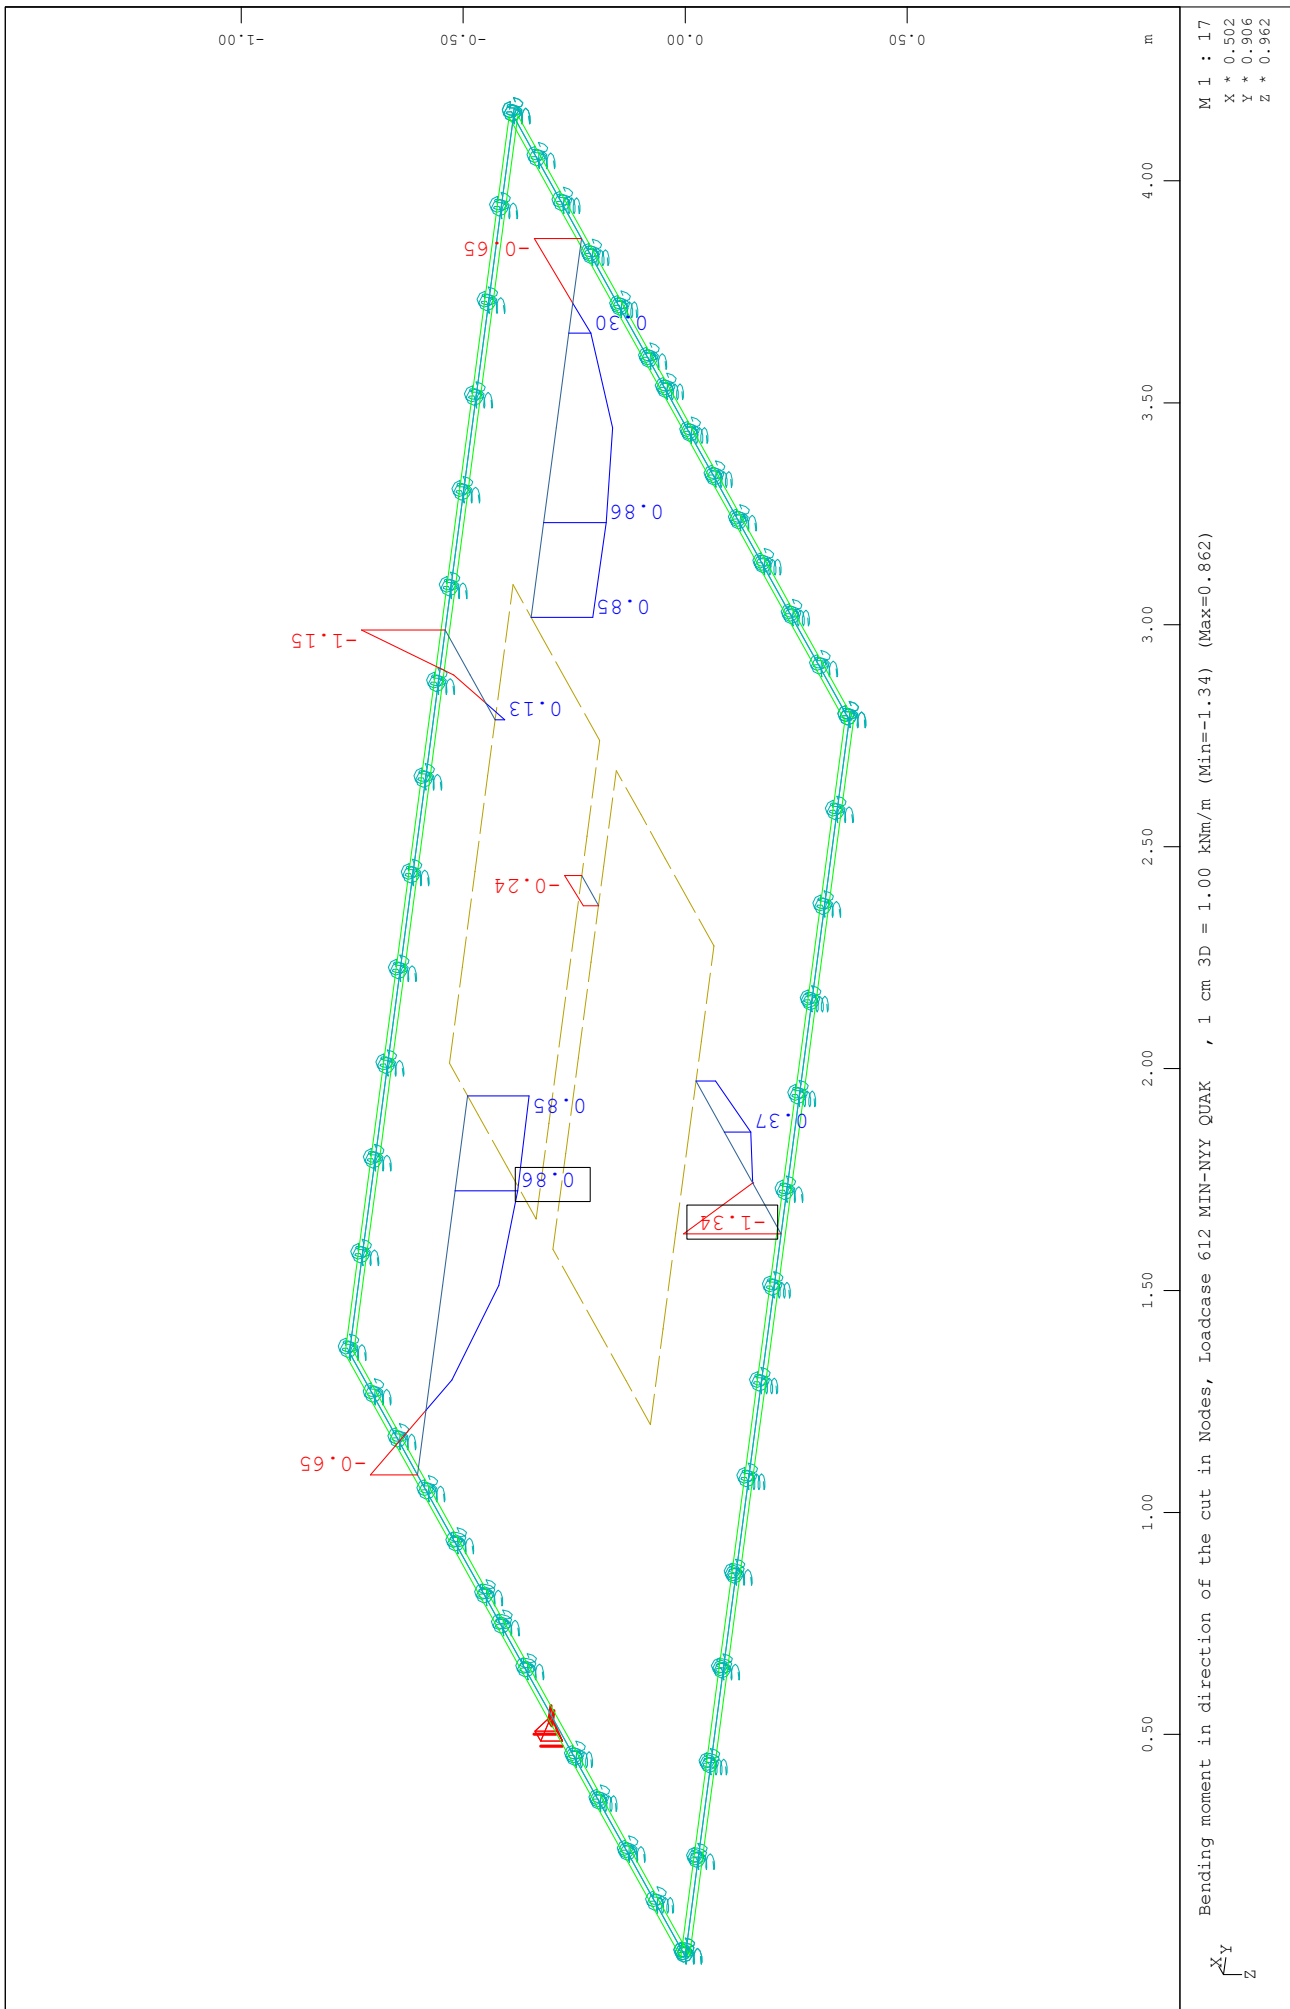 -1.00
-0.50
0.00
0.50
m
4.00
3.50
3.00
2.50
2.00
1.50
1.00
0.50
-0.65
0.30
0.86
0.85
-1.15
0.13
-0.24
0.85
0.86
0.37
-1.34
-0.65
Bending moment in direction of the cut in Nodes, Loadcase 612 MIN-NYY QUAK , 1 cm 3D = 1.00 kNm/m (Min=-1.34) (Max=0.862)
M 1 : 17
X * 0.502
Y * 0.906
Z * 0.962
X
Y
Z